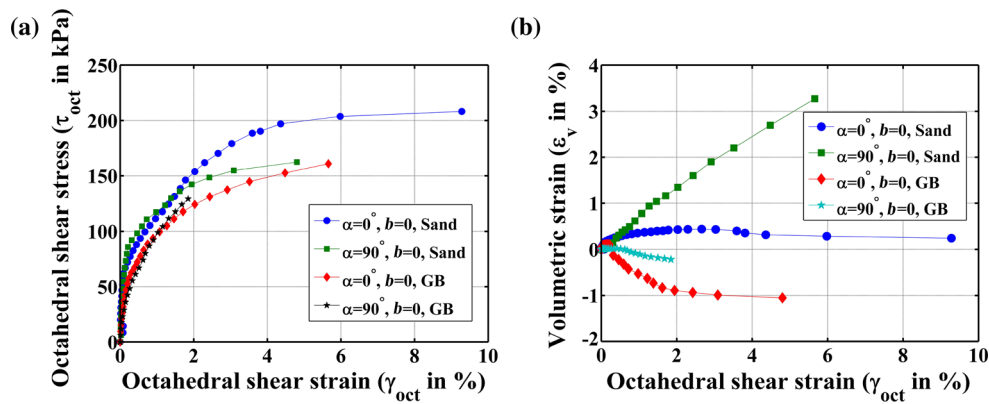 (a)
Octahedral shear stress (τoct in kPa)
250
200
150
100
50
0
0 2 4 6 8 10
Octahedral shear strain (γoct in %)
α=0°, b=0, Sand
α=90°, b=0, Sand
α=0°, b=0, GB
α=90°, b=0, GB
(b)
Volumetric strain (εv in %)
4
3
2
1
0
-1
-2
0 2 4 6 8 10
Octahedral shear strain (γoct in %)
α=0°, b=0, Sand
α=90°, b=0, Sand
α=0°, b=0, GB
α=90°, b=0, GB